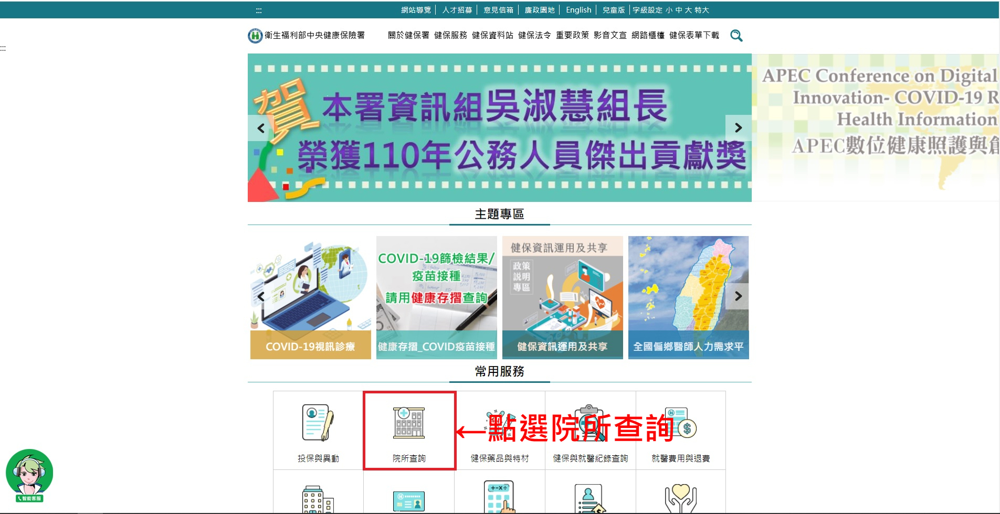 :::
網站導覽 人才招募 意見信箱 廉政園地 English 兒童版 字級設定 小 中 大 特大
衛生福利部中央健康保險署
關於健保署 健保服務 健保資料站 健保法令 重要政策 影音文宣 網路櫃檯 健保表單下載
:::
賀
本署資訊組吳淑慧組長
榮獲110年公務人員傑出貢獻獎
APEC Conference on Digital
Innovation- COVID-19 R
Health Information
APEC數位健康照護與創
主題專區
COVID-19視訊診療
COVID-19篩檢結果/
疫苗接種
請用健康存摺查詢
健康存摺_COVID疫苗接種
健保資訊運用及共享
政策
説明
專區
健保資訊運用及共享
全國偏鄉醫師人力需求平
常用服務
←點選院所查詢
投保與異動
院所查詢
健保藥品與特材
健保與就醫紀錄查詢
就醫費用與退費
智能客服